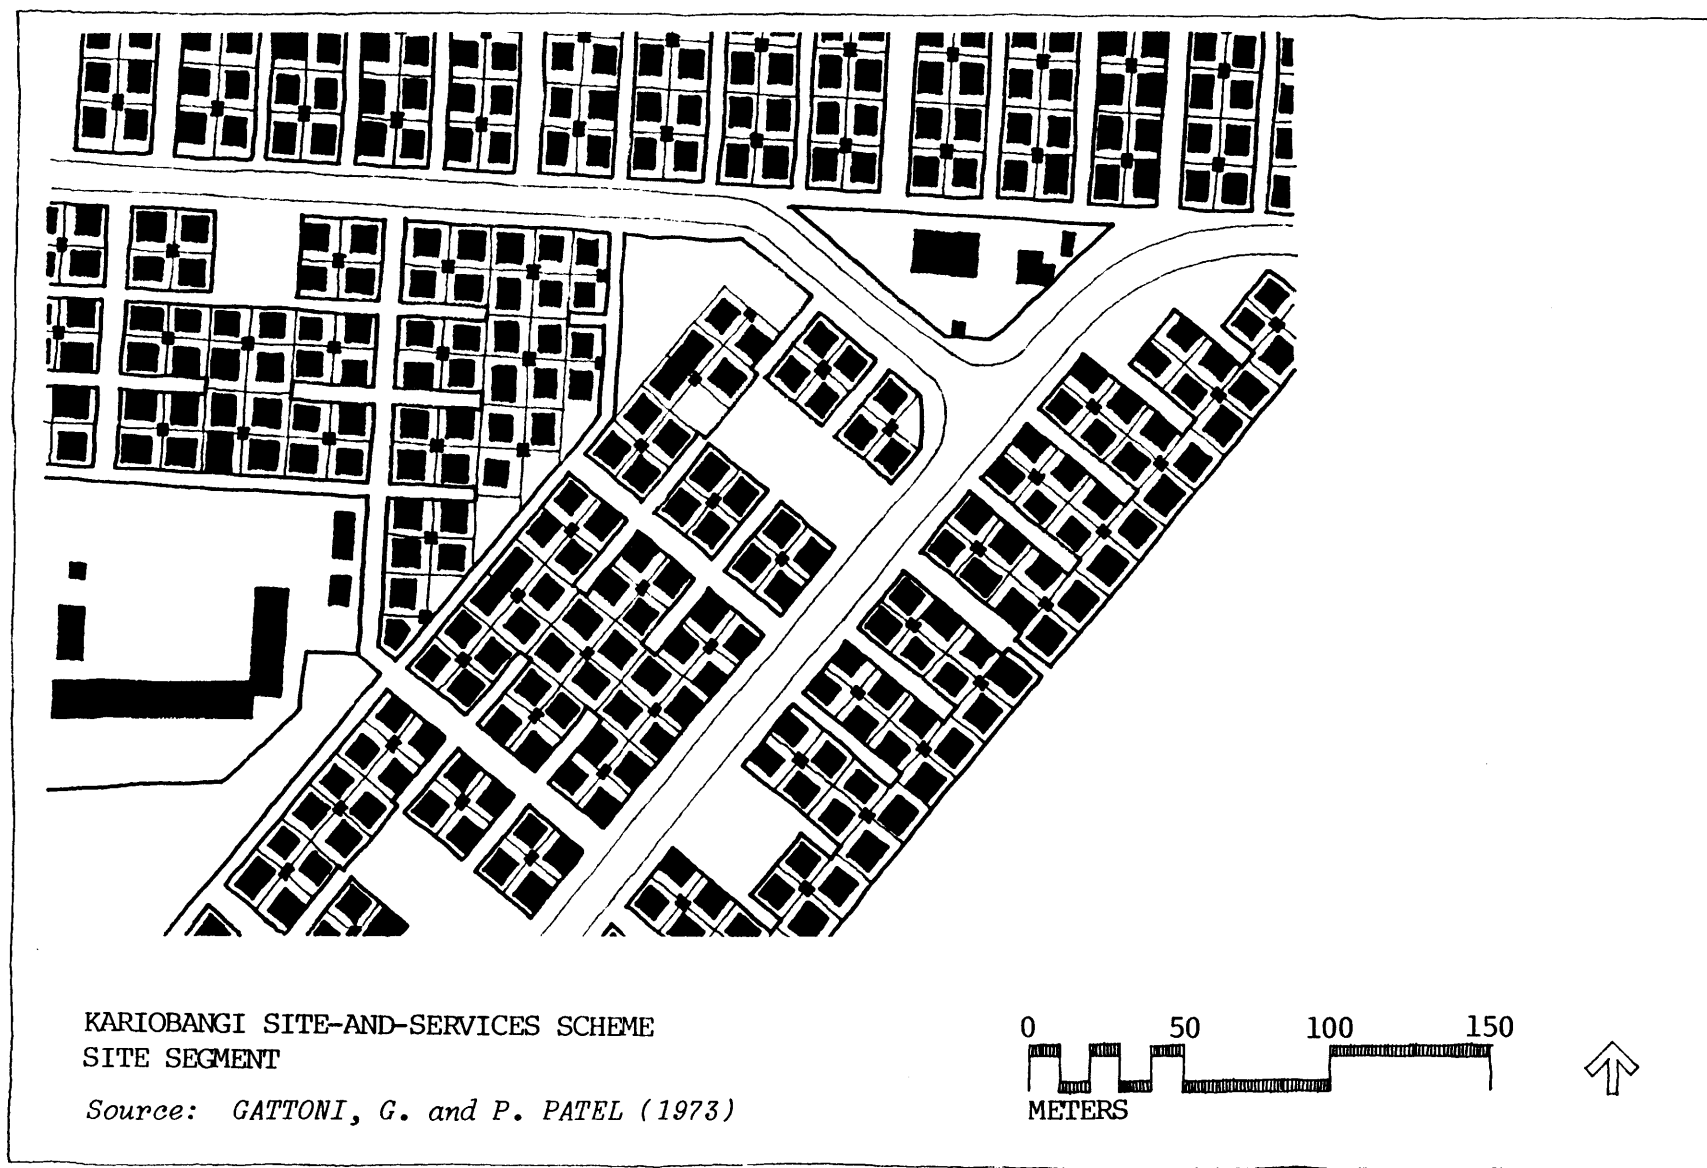 KARIOBANGI SITE-AND-SERVICES SCHEME
SITE SEGMENT
Source: GATTONI, G. and P. PATEL (1973)
0 50 100 150
METERS